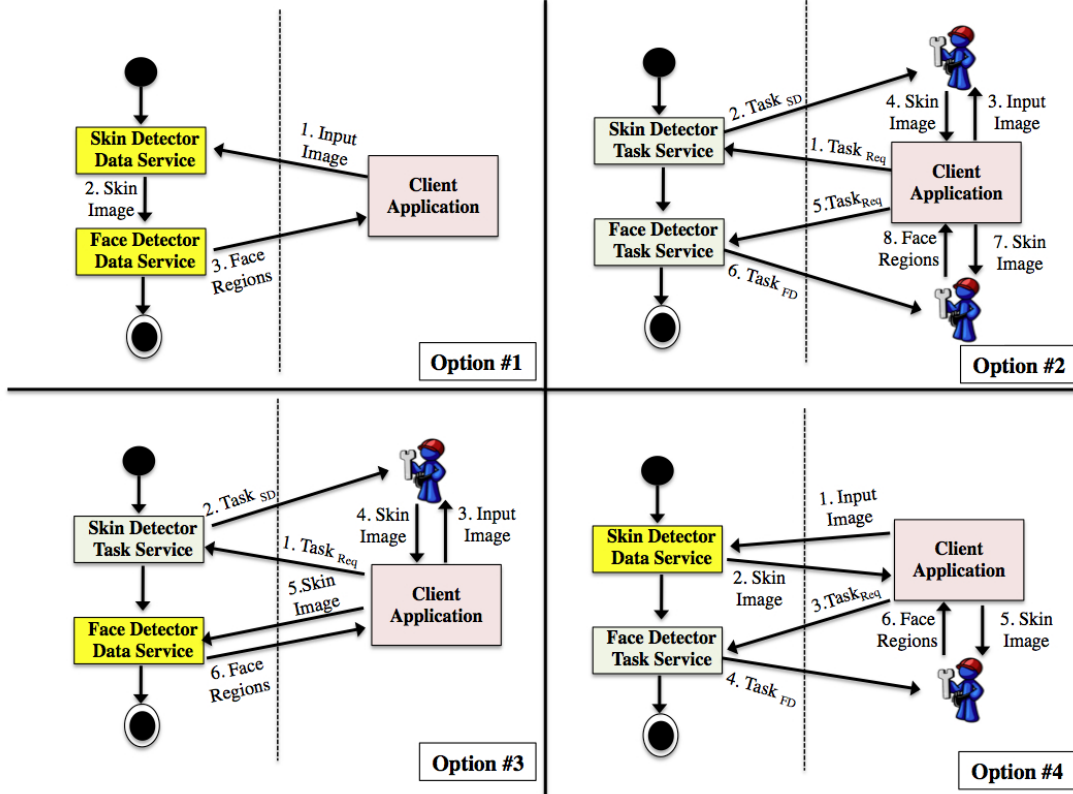 Skin Detector
Data Service
1. Input
Image
2. Skin
Image
Client
Application
Face Detector
Data Service
3. Face
Regions
Option #1
2. Task SD
4. Skin
Image
3. Input
Image
Skin Detector
Task Service
1. Task Req
Client
Application
5.Task Req
Face Detector
Task Service
8. Face
Regions
7. Skin
Image
6. Task FD
Option #2
2. Task SD
4. Skin
Image
3. Input
Image
Skin Detector
Task Service
1. Task Req
5.Skin
Image
Client
Application
Face Detector
Data Service
6. Face
Regions
Option #3
1. Input
Image
Skin Detector
Data Service
Client
Application
2. Skin
Image
3.Task Req
6. Face
Regions
5. Skin
Image
Face Detector
Task Service
4. Task FD
Option #4